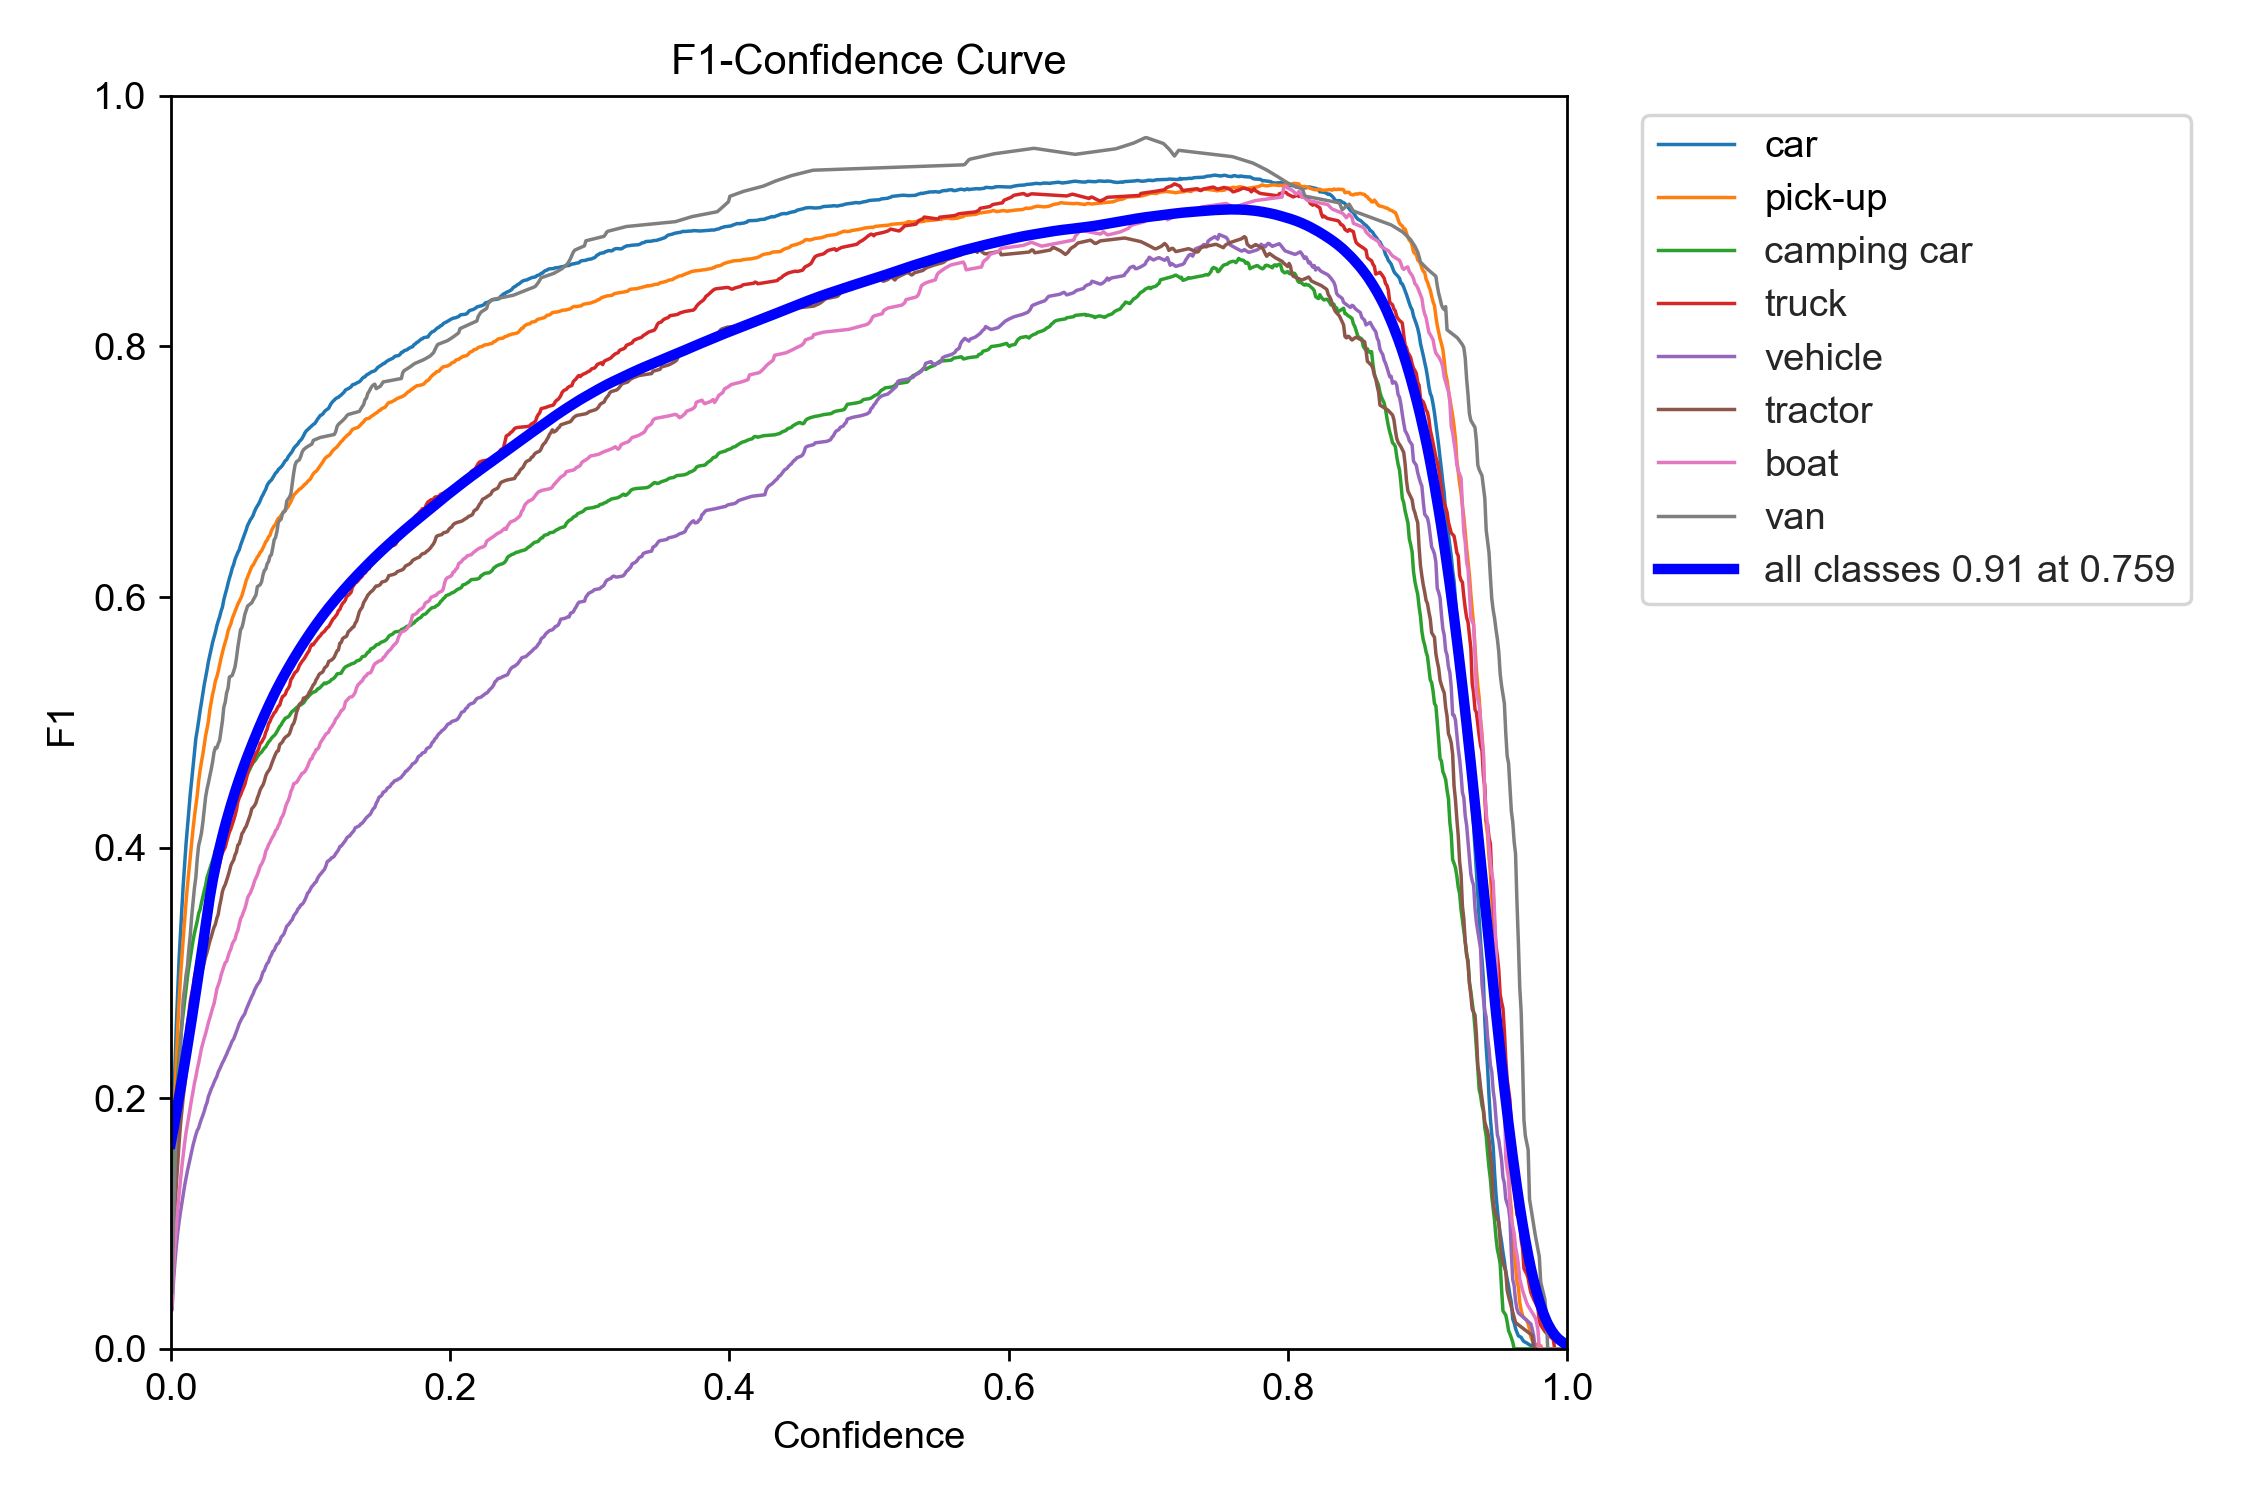 F1-Confidence Curve
1.0
0.8
0.6
0.4
0.2
0.0
F1
0.0 0.2 0.4 0.6 0.8 1.0
Confidence
car
pick-up
camping car
truck
vehicle
tractor
boat
van
all classes 0.91 at 0.759